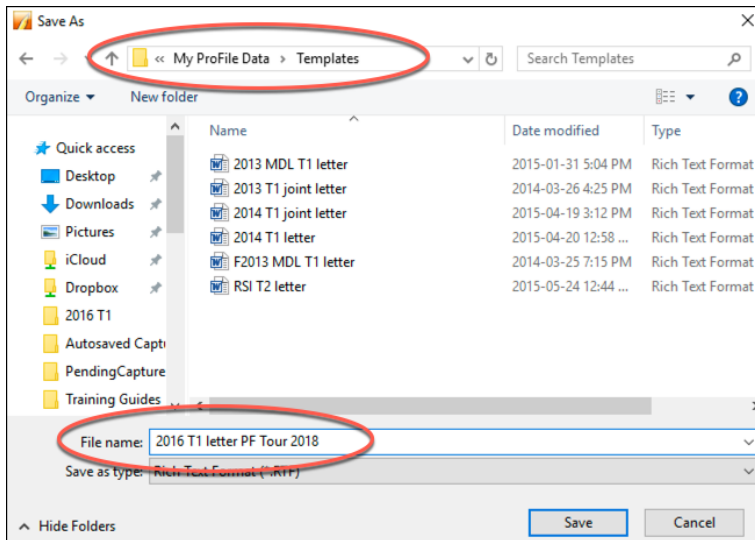 Save As
« My ProFile Data > Templates
Search Templates
Organize
New folder
Name
Date modified
Type
Quick access
Desktop
Downloads
Pictures
iCloud
Dropbox
2016 T1
Autosaved Captu
PendingCapture
Training Guides
2013 MDL T1 letter 2015-01-31 5:04 PM Rich Text Format
2013 T1 joint letter 2014-03-26 4:25 PM Rich Text Format
2014 T1 joint letter 2015-04-19 3:12 PM Rich Text Format
2014 T1 letter 2015-04-20 12:58 ... Rich Text Format
F2013 MDL T1 letter 2014-03-25 7:15 PM Rich Text Format
RSI T2 letter 2015-05-24 12:44 ... Rich Text Format
File name: 2016 T1 letter PF Tour 2018
Save as type: Rich Text Format (*.RTF)
Hide Folders
Save
Cancel